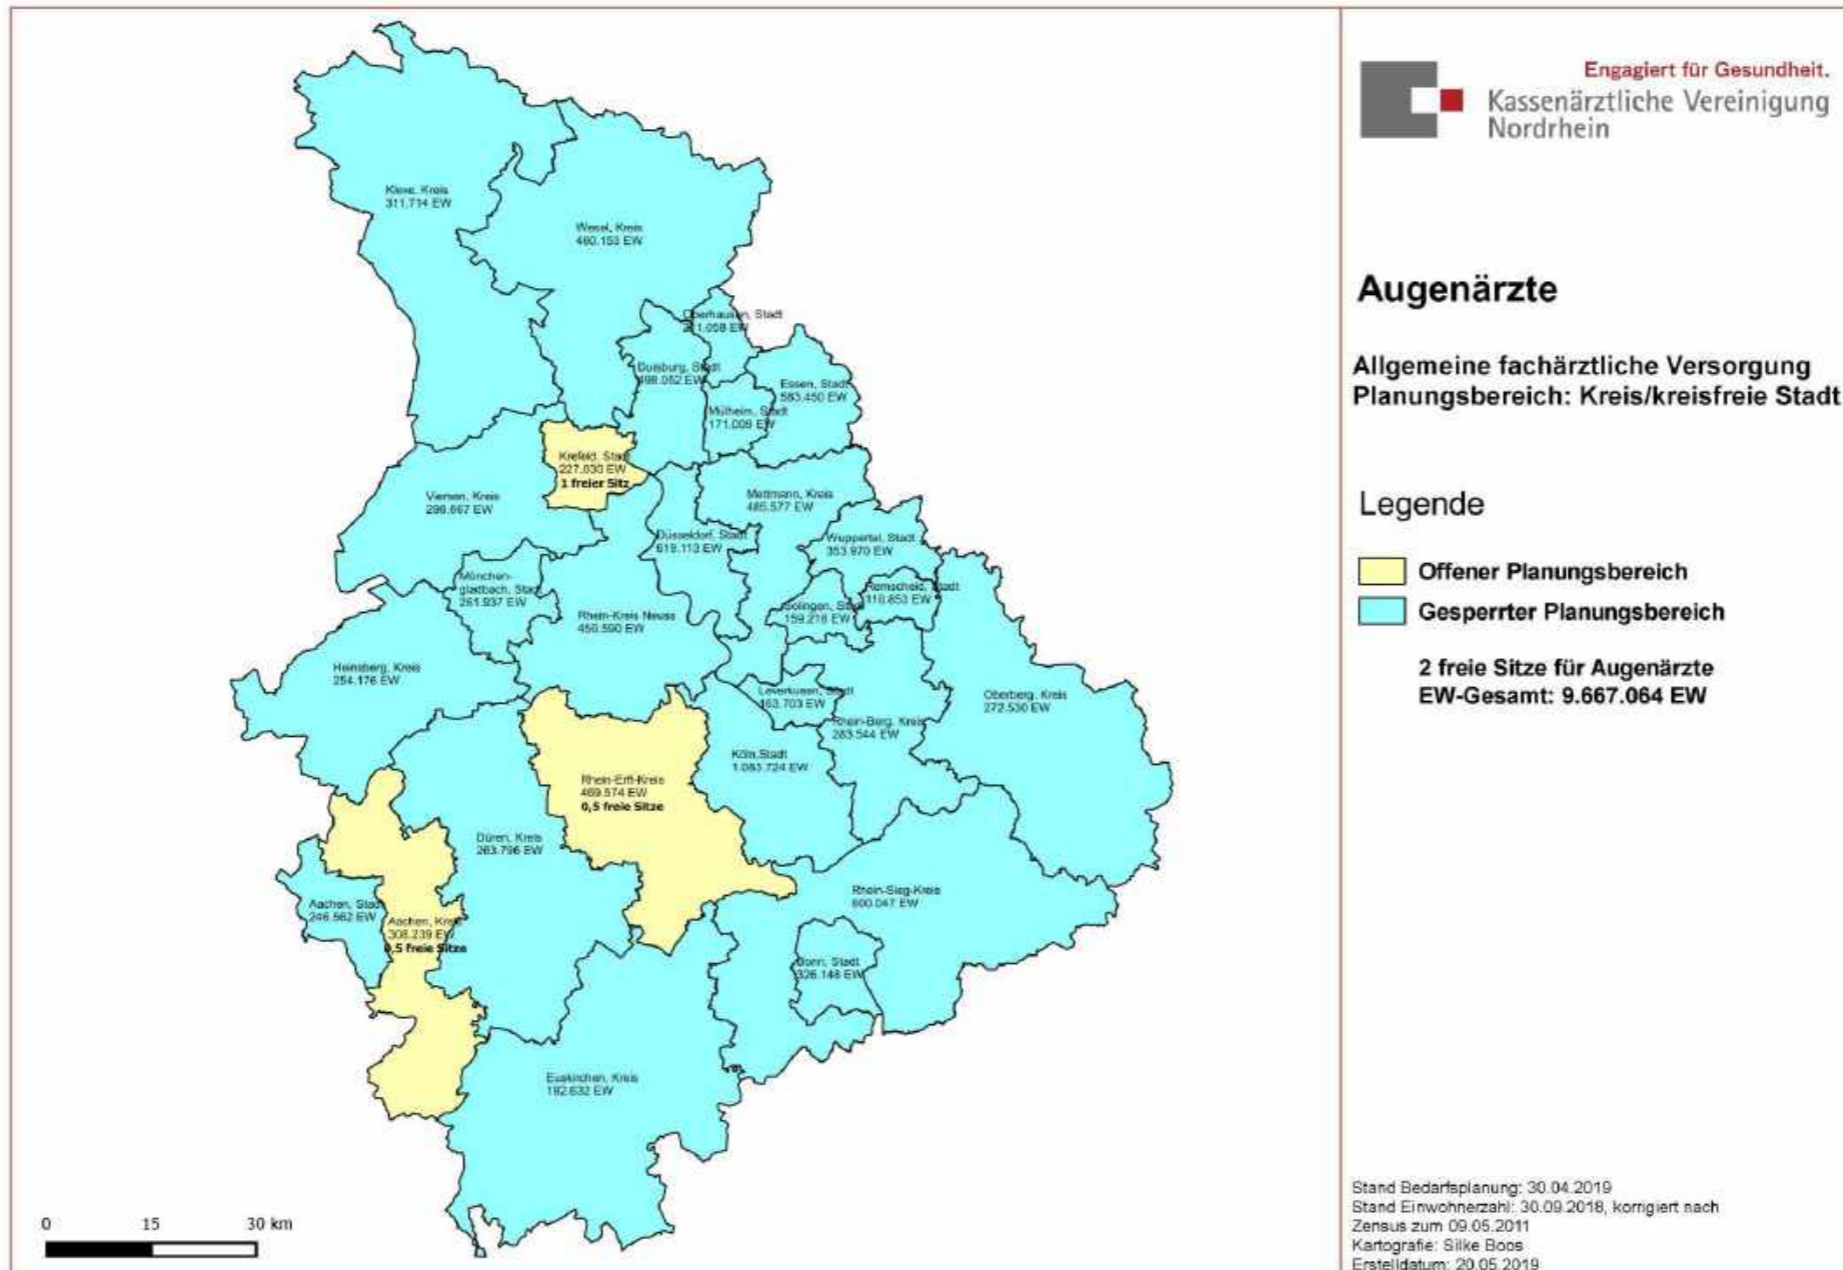 Engagiert für Gesundheit.
Kassenärztliche Vereinigung
Nordrhein
Augenärzte
Allgemeine fachärztliche Versorgung
Planungsbereich: Kreis/kreisfreie Stadt
Legende
Offener Planungsbereich
Gesperrter Planungsbereich
2 freie Sitze für Augenärzte
EW-Gesamt: 9.667.064 EW
Kleve, Kreis
311.714 EW
Wesel, Kreis
460.153 EW
Oberhausen, Stadt
211.058 EW
Duisburg, Stadt
498.052 EW
Essen, Stadt
583.450 EW
Mülheim, Stadt
171.009 EW
Krefeld, Stadt
227.030 EW
1 freier Sitz
Viersen, Kreis
298.667 EW
Mettmann, Kreis
485.577 EW
Düsseldorf, Stadt
619.113 EW
Wuppertal, Stadt
353.970 EW
Mönchen-
gladbach, Stadt
261.937 EW
Remscheid, Stadt
110.853 EW
Solingen, Stadt
159.218 EW
Rhein-Kreis Neuss
450.590 EW
Heinsberg, Kreis
254.176 EW
Leverkusen, Stadt
163.703 EW
Oberberg. Kreis
272.530 EW
Rhein-Berg. Kreis
283.544 EW
Köln,Stadt
1.083.724 EW
Rhein-Erft-Kreis
469.574 EW
0,5 freie Sitze
Düren, Kreis
263.796 EW
Rhein-Sieg-Kreis
600.047 EW
Aachen, Stadt
246.562 EW
Aachen, Kreis
308.239 EW
0,5 freie Sitze
Bonn, Stadt
326.148 EW
Euskirchen, Kreis
192.632 EW
0 15 30 km
Stand Bedarfsplanung: 30.04.2019
Stand Einwohnerzahl: 30.09.2018, korrigiert nach
Zensus zum 09.05.2011
Kartografie: Silke Boos
Erstelldatum: 20.05.2019